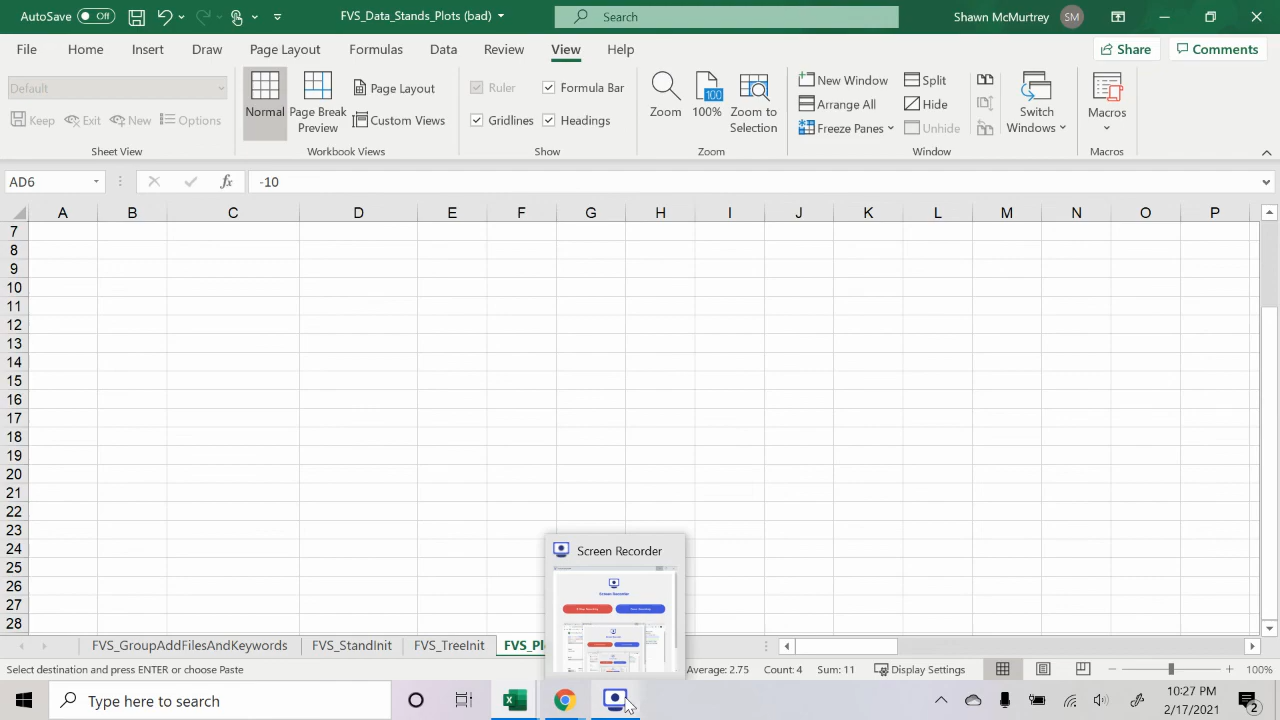 AutoSave Off FVS_Data_Stands_Plots (bad) Search Shawn McMurtrey SM
File Home Insert Draw Page Layout Formulas Data Review View Help Share Comments
Default
Keep Exit New Options
Sheet View
Normal
Page Break
Preview
Page Layout
Custom Views
Workbook Views
Ruler Formula Bar
Gridlines Headings
Show
Zoom
100
100%
Zoom to
Selection
Zoom
New Window
Arrange All
Freeze Panes
Split
Hide
Unhide
Switch
Windows
Window
Macros
Macros
AD6 fx -10
A B C D E F G H I J K L M N O P
7
8
9
10
11
12
13
14
15
16
17
18
19
20
21
22
23
24
25
26
27
28
Screen Recorder
Screen Recorder
FVS_GroupAddFilesAndKeywords FVS_TreeInit FVS_Pl
Select destination and press ENTER or choose Paste Average: 2.75 Count: 4 Sum: 11 Display Settings 100%
Type here to search
10:27 PM
2/17/2021
2